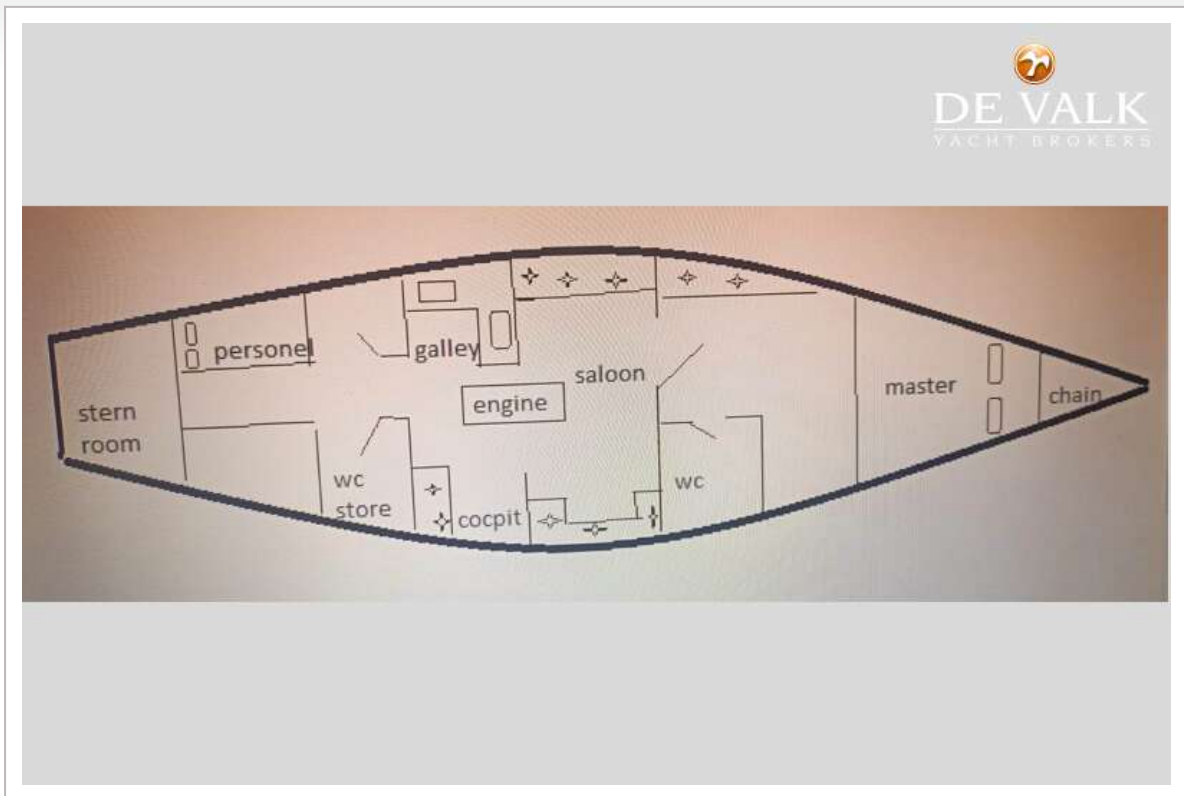 DE VALK
YACHT BROKERS
personel
galley
saloon
engine
master
chain
stern
room
wc
store
cocpit
wc